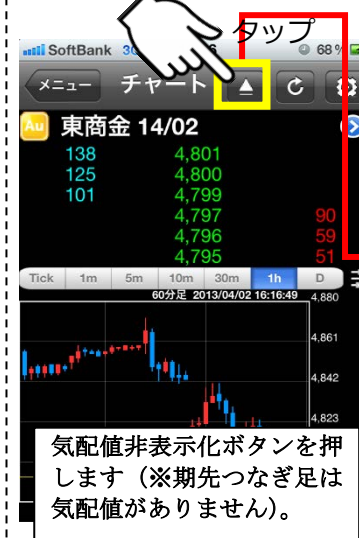 タップ
SoftBank 3G 68%
メニュー チャート
Au 東商金 14/02
138 4,801
125 4,800
101 4,799
4,797 90
4,796 59
4,795 51
Tick 1m 5m 10m 30m 1h D
60分足 2013/04/02 16:16:49
4,880
4,861
4,842
4,823
気配値非表示化ボタンを押
します（※期先つなぎ足は
気配値がありません)。